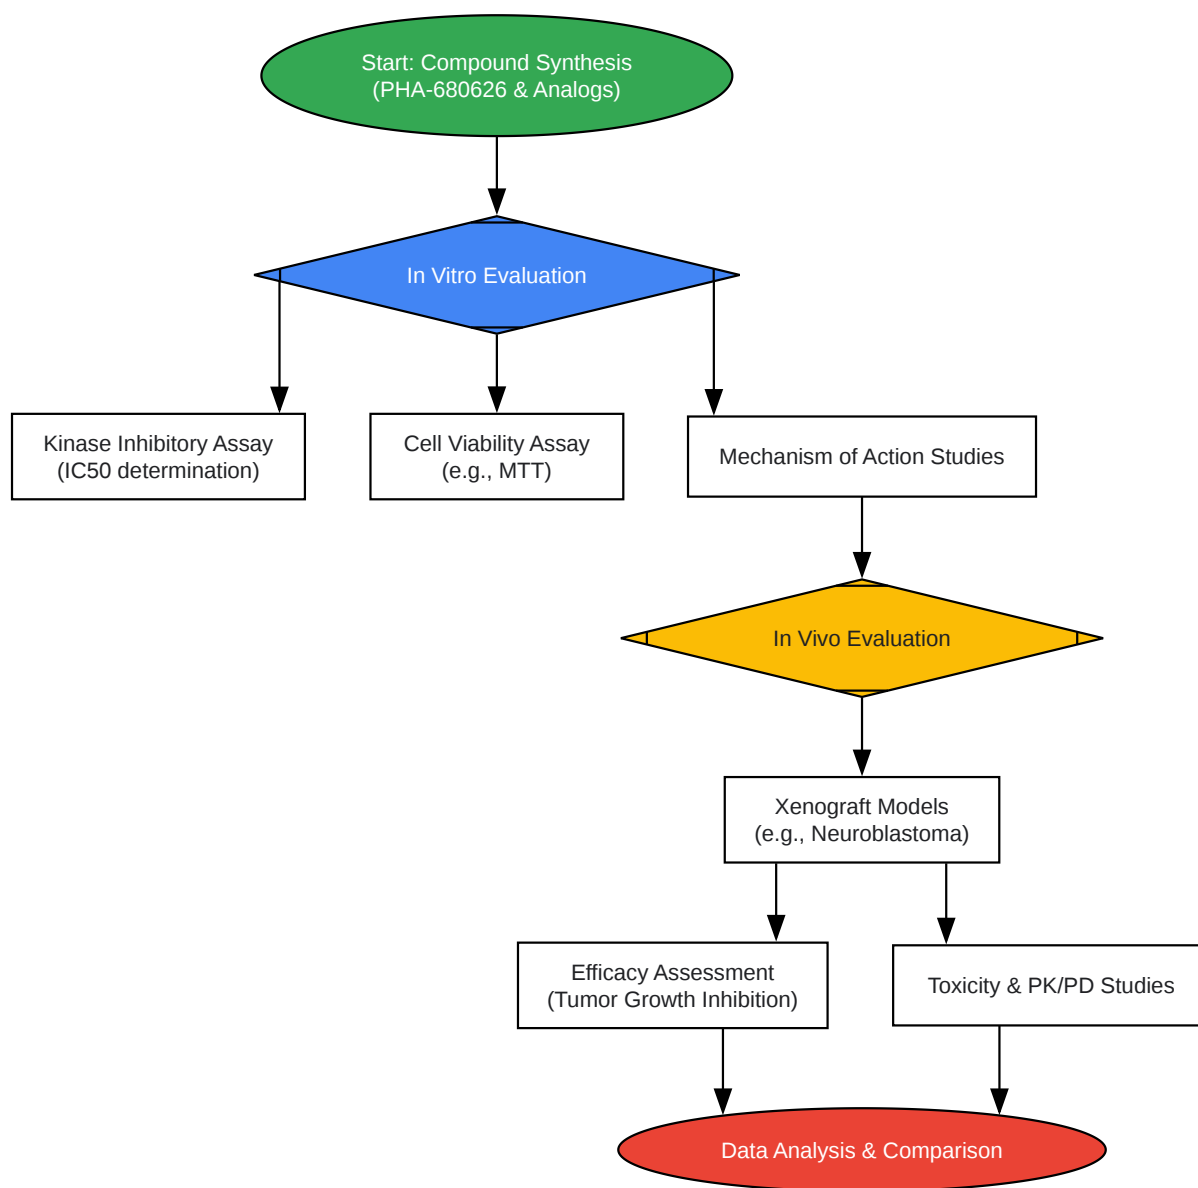 Start: Compound Synthesis
(PHA-680626 & Analogs)
In Vitro Evaluation
Kinase Inhibitory Assay
(IC50 determination)
Cell Viability Assay
(e.g., MTT)
Mechanism of Action Studies
In Vivo Evaluation
Xenograft Models
(e.g., Neuroblastoma)
Efficacy Assessment
(Tumor Growth Inhibition)
Toxicity & PK/PD Studies
Data Analysis & Comparison